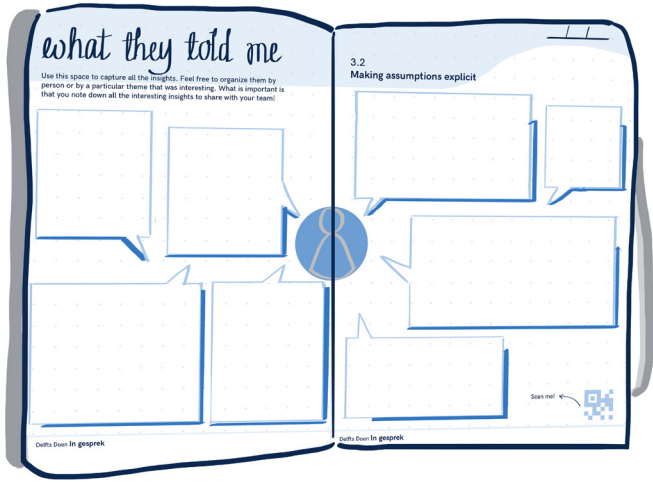 what they told me
Use this space to capture all the insights. Feel free to organize them by
person or by a particular theme that was interesting. What is important is
that you note down all the interesting insights to share with your team!
Delfts Doen In gesprek
3.2
Making assumptions explicit
Scan me!
Delfts Doen In gesprek